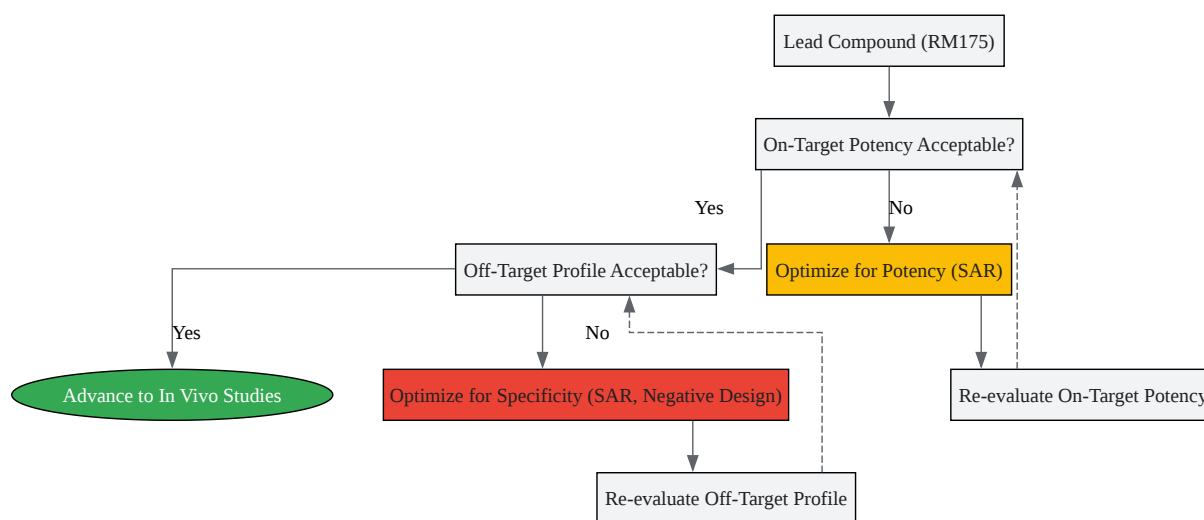 Lead Compound (RM175)
On-Target Potency Acceptable?
Yes
No
Off-Target Profile Acceptable?
Optimize for Potency (SAR)
Yes
No
Advance to In Vivo Studies
Optimize for Specificity (SAR, Negative Design)
Re-evaluate On-Target Potency
Re-evaluate Off-Target Profile